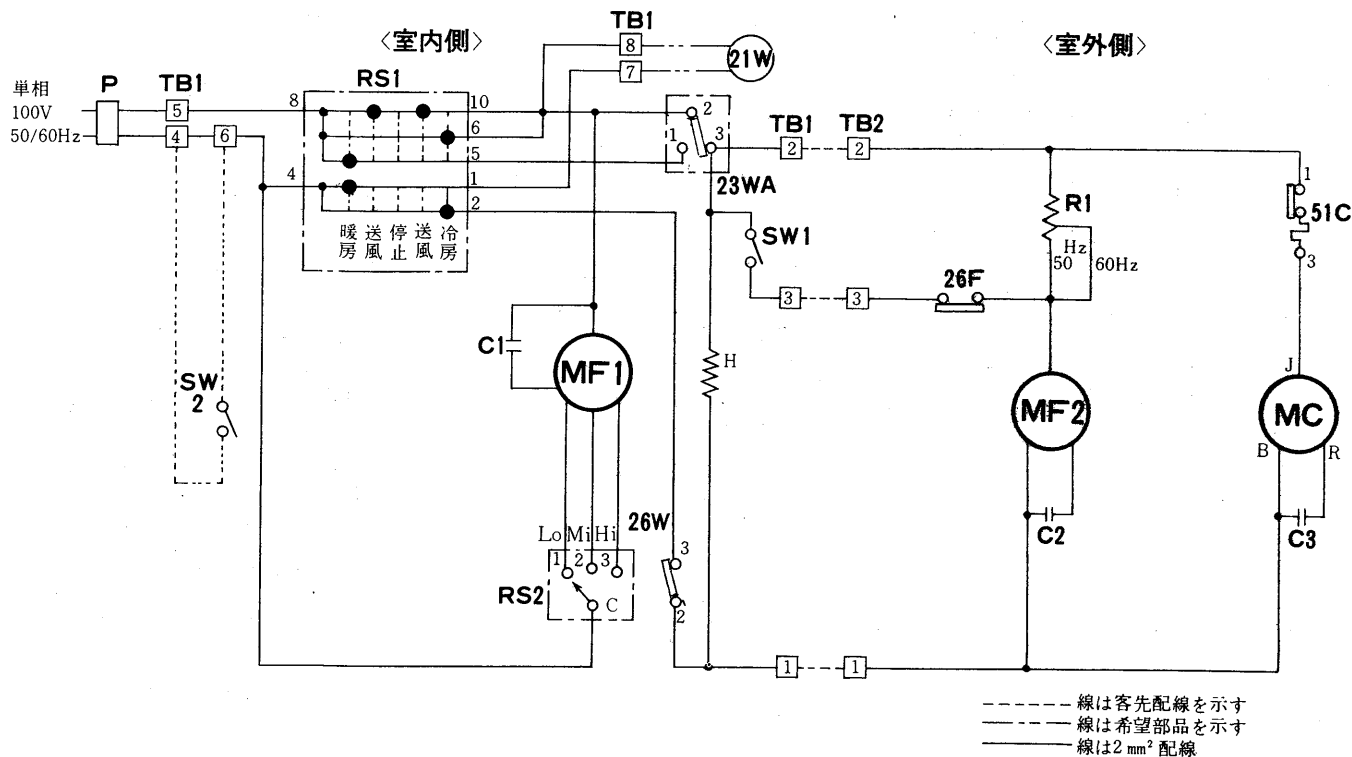 〈室内側〉
〈室外側〉
単相
100V
50/60Hz
P
TB1
5
4
6
RS1
8
4
10
6
5
1
2
暖房
送風
停止
送風
冷房
TB1
8
7
21W
2
1
3
23WA
TB1
2
TB2
2
SW1
3
3
26F
R1
Hz
50
60Hz
1
51C
3
SW
2
C1
MF1
H
MF2
C2
J
MC
B
R
C3
Lo
Mi
Hi
1
2
3
RS2
C
26W
3
2
1
1
線は客先配線を示す
線は希望部品を示す
線は2mm²配線